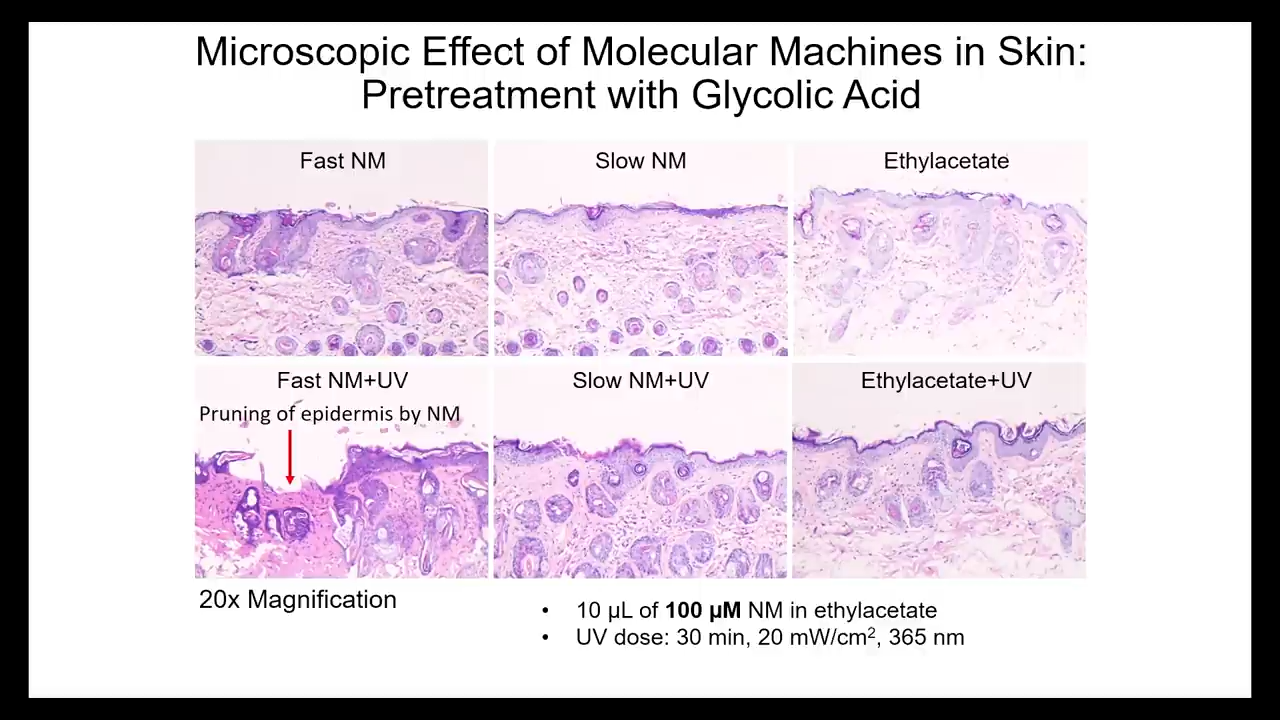 Microscopic Effect of Molecular Machines in Skin:
Pretreatment with Glycolic Acid
Fast NM
Slow NM
Ethylacetate
Fast NM+UV
Slow NM+UV
Ethylacetate+UV
Pruning of epidermis by NM
20x Magnification
• 10 µL of 100 µM NM in ethylacetate
• UV dose: 30 min, 20 mW/cm², 365 nm